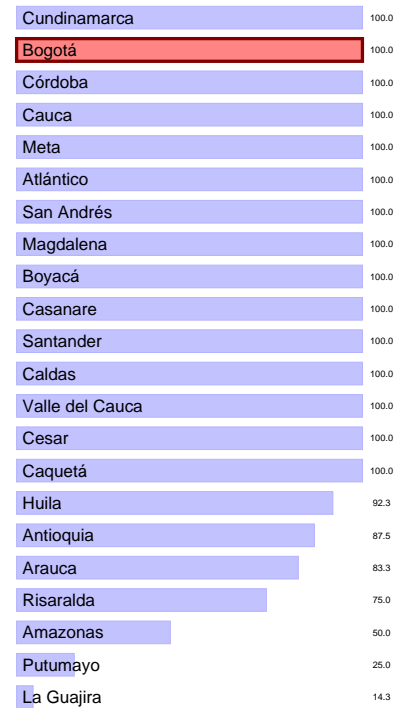 Cundinamarca 100.0
Bogotá 100.0
Córdoba 100.0
Cauca 100.0
Meta 100.0
Atlántico 100.0
San Andrés 100.0
Magdalena 100.0
Boyacá 100.0
Casanare 100.0
Santander 100.0
Caldas 100.0
Valle del Cauca 100.0
Cesar 100.0
Caquetá 100.0
Huila 92.3
Antioquia 87.5
Arauca 83.3
Risaralda 75.0
Amazonas 50.0
Putumayo 25.0
La Guajira 14.3